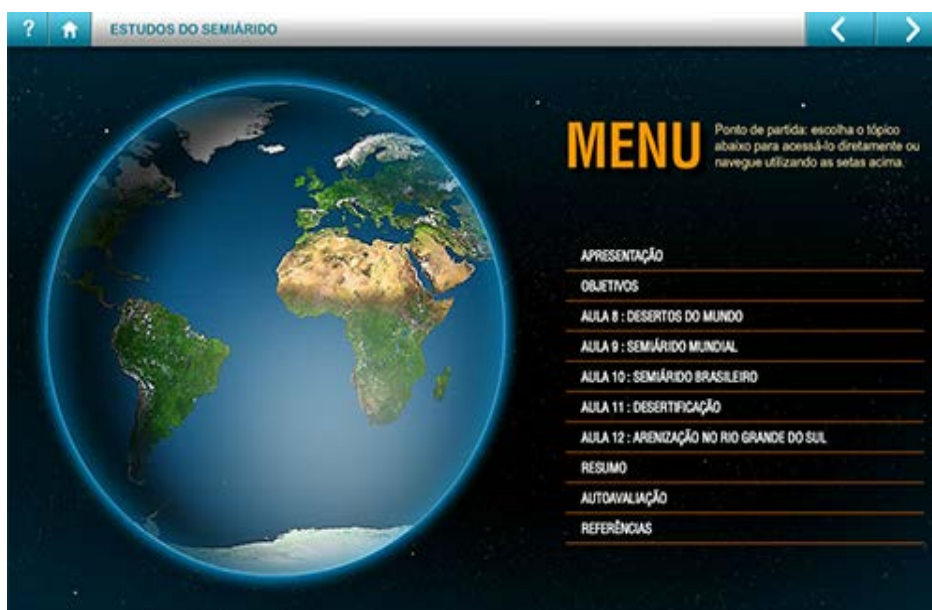 ?
ESTUDOS DO SEMIÁRIDO
MENU
Ponto de partida: escolha o tópico
abaixo para acessá-lo diretamente ou
navegue utilizando as setas acima.
APRESENTAÇÃO
OBJETIVOS
AULA 8 : DESERTOS DO MUNDO
AULA 9 : SEMIÁRIDO MUNDIAL
AULA 10 : SEMIÁRIDO BRASILEIRO
AULA 11 : DESERTIFICAÇÃO
AULA 12 : ARENIZAÇÃO NO RIO GRANDE DO SUL
RESUMO
AUTOAVALIAÇÃO
REFERÊNCIAS